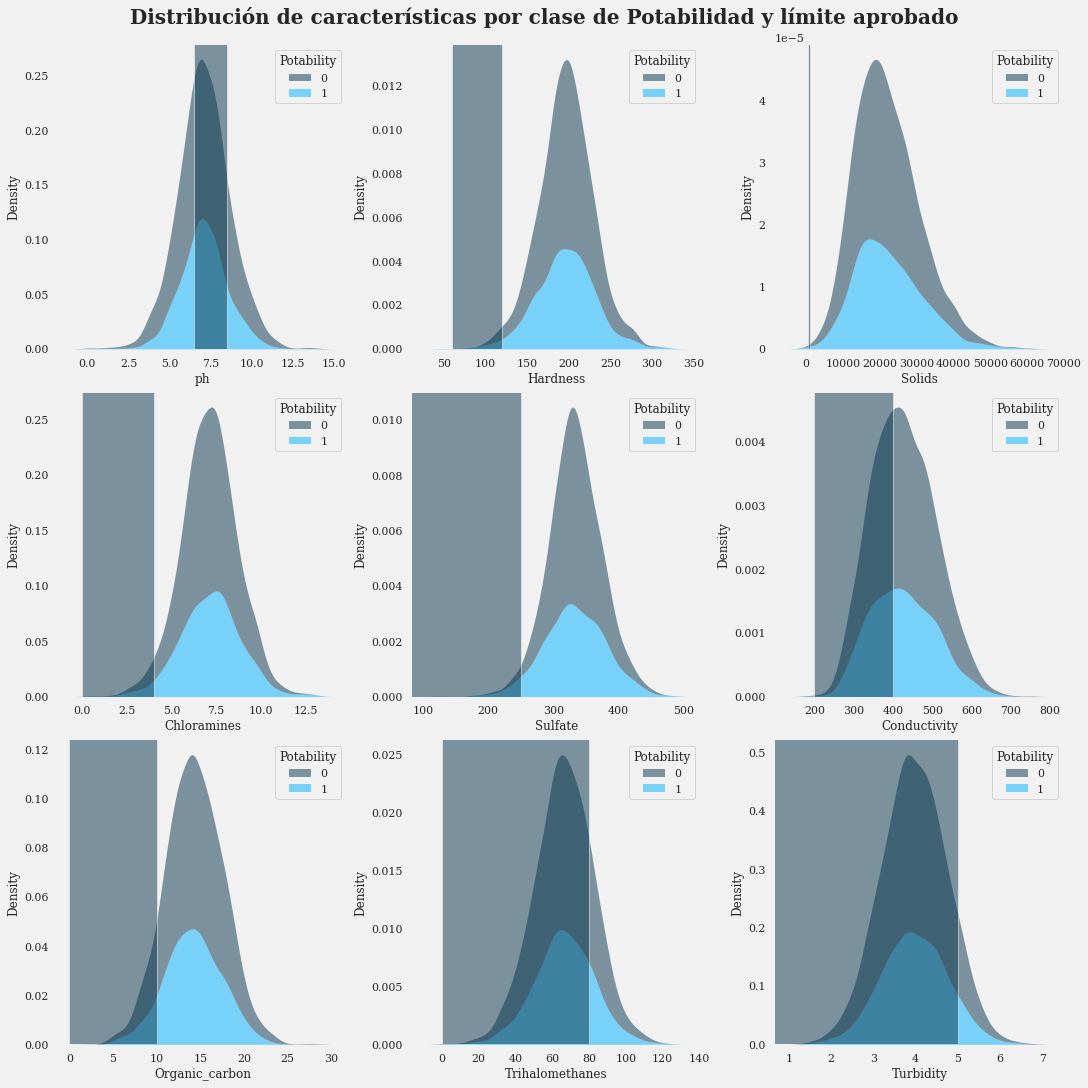 Distribución de características por clase de Potabilidad y límite aprobado
Potability
0
1
Density
0.25
0.20
0.15
0.10
0.05
0.00
0.0 2.5 5.0 7.5 10.0 12.5 15.0
ph
Potability
0
1
Density
0.012
0.010
0.008
0.006
0.004
0.002
0.000
50 100 150 200 250 300 350
Hardness
1e−5
Potability
0
1
Density
4
3
2
1
0
0 10000 20000 30000 40000 50000 60000 70000
Solids
Potability
0
1
Density
0.25
0.20
0.15
0.10
0.05
0.00
0.0 2.5 5.0 7.5 10.0 12.5
Chloramines
Potability
0
1
Density
0.010
0.008
0.006
0.004
0.002
0.000
100 200 300 400 500
Sulfate
Potability
0
1
Density
0.004
0.003
0.002
0.001
0.000
200 300 400 500 600 700 800
Conductivity
Potability
0
1
Density
0.12
0.10
0.08
0.06
0.04
0.02
0.00
0 5 10 15 20 25 30
Organic_carbon
Potability
0
1
Density
0.025
0.020
0.015
0.010
0.005
0.000
0 20 40 60 80 100 120 140
Trihalomethanes
Potability
0
1
Density
0.5
0.4
0.3
0.2
0.1
0.0
1 2 3 4 5 6 7
Turbidity